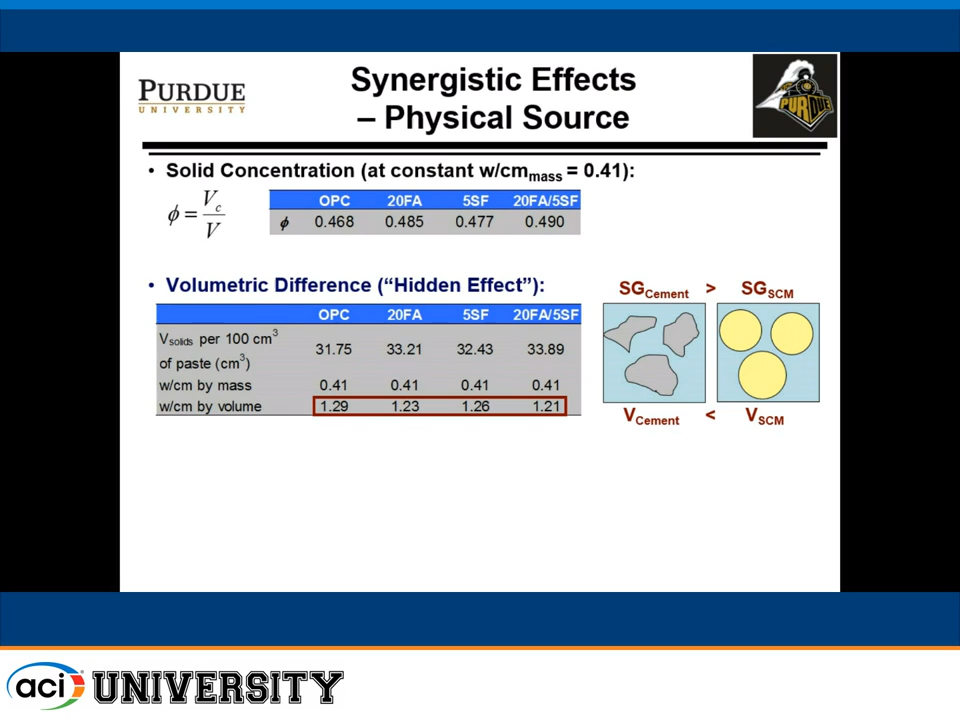 PURDUE
UNIVERSITY
Synergistic Effects
– Physical Source
PURDUE
• Solid Concentration (at constant w/cm mass = 0.41):
ϕ = Vc / V
OPC 20FA 5SF 20FA/5SF
ϕ 0.468 0.485 0.477 0.490
• Volumetric Difference (“Hidden Effect”):
OPC 20FA 5SF 20FA/5SF
Vsolids per 100 cm3
of paste (cm3) 31.75 33.21 32.43 33.89
w/cm by mass 0.41 0.41 0.41 0.41
w/cm by volume 1.29 1.23 1.26 1.21
SGCement > SGSCM
VCement < VSCM
aci UNIVERSITY